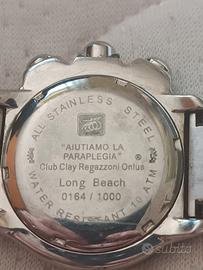 ALL STAINLESS STEEL
"AIUTIAMO LA
PARAPLEGIA"®
Club Clay Regazzoni Onlus
Long Beach
0164 / 1000
WATER RESISTANT 10 ATM
subito